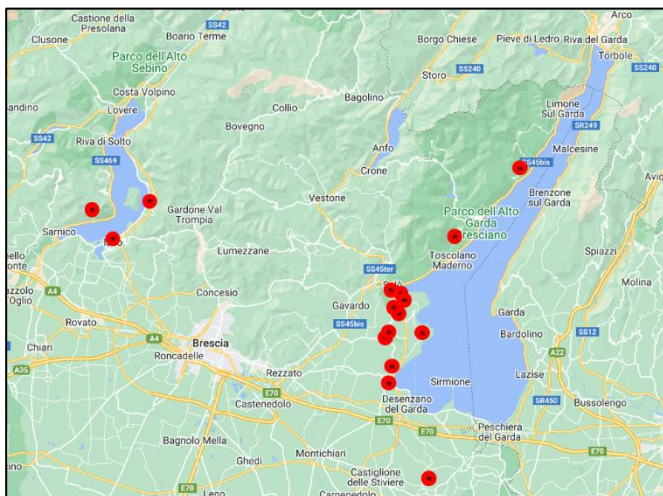 Castione della
Presolana
SS42
Clusone
Boario Terme
Parco dell'Alto
Sebino
Borgo Chiese
Pieve di Ledro
Arco
Riva del Garda
Torbole
SS240
SS240
Storo
Costa Volpino
Lovere
Collio
Bagolino
Limone
Sul Garda
SR249
Bovegno
SS42
Riva di Solto
SS469
Anfo
Crone
Malcesine
SS45bis
Vestone
Brenzone
sul Garda
Gardone Val
Trompia
Parco dell'Alto
Garda
Sarnico
Lumezzane
Toscolano
Maderno
Spiazzi
SS45ter
Molina
Concesio
Gavardo
Garda
A4
Rovato
SS45bis
Bardolino
SS12
Chiari
A4
Brescia
Roncadelle
Rezzato
A22
A35
E70
Lazise
Sirmione
Castenedolo
Desenzano
del Garda
SR450
Bussolengo
E70
E70
Peschiera
del Garda
Bagnolo Mella
Montichiari
Ghedi
Castiglione
delle Stiviere
Leno
Carpenedolo